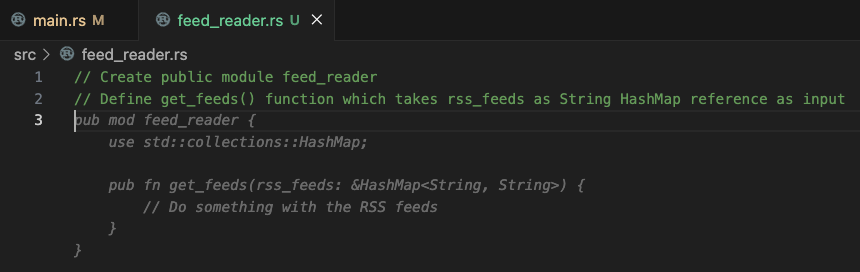 main.rs M feed_reader.rs U
src > feed_reader.rs
1 // Create public module feed_reader
2 // Define get_feeds() function which takes rss_feeds as String HashMap reference as input
3 pub mod feed_reader {
use std::collections::HashMap;
pub fn get_feeds(rss_feeds: &HashMap<String, String>) {
// Do something with the RSS feeds
}
}